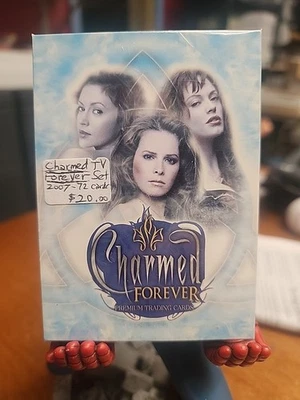 Charmed TV
Forever Set
2007-72 cards
$20.00
Charmed
FOREVER
PREMIUM TRADING CARDS